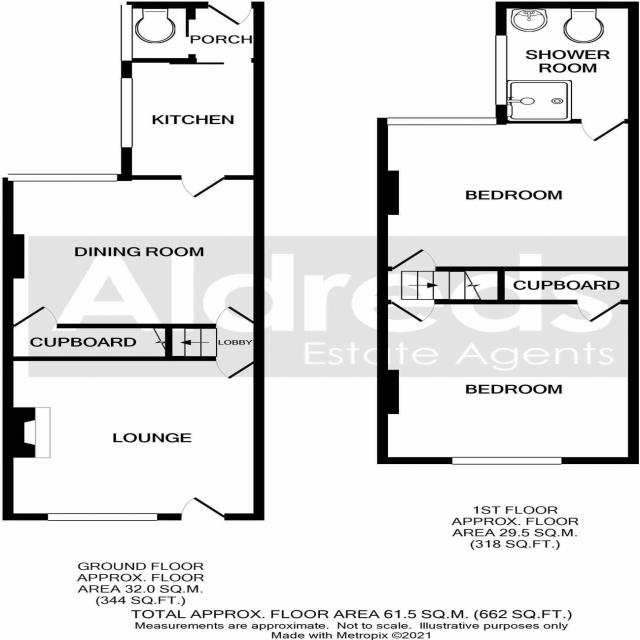 PORCH
KITCHEN
DINING ROOM
CUPBOARD
LOBBY
LOUNGE
GROUND FLOOR
APPROX. FLOOR
AREA 32.0 SQ.M.
(344 SQ.FT.)
SHOWER
ROOM
BEDROOM
CUPBOARD
BEDROOM
1ST FLOOR
APPROX. FLOOR
AREA 29.5 SQ.M.
(318 SQ.FT.)
Aldreds
Estate Agents
TOTAL APPROX. FLOOR AREA 61.5 SQ.M. (662 SQ.FT.)
Measurements are approximate. Not to scale. Illustrative purposes only
Made with Metropix ©2021